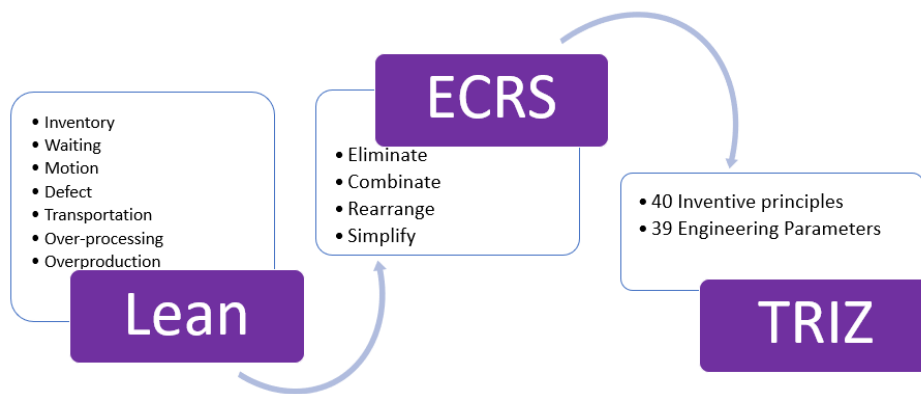 • Inventory
• Waiting
• Motion
• Defect
• Transportation
• Over-processing
• Overproduction
Lean
ECRS
• Eliminate
• Combinate
• Rearrange
• Simplify
• 40 Inventive principles
• 39 Engineering Parameters
TRIZ